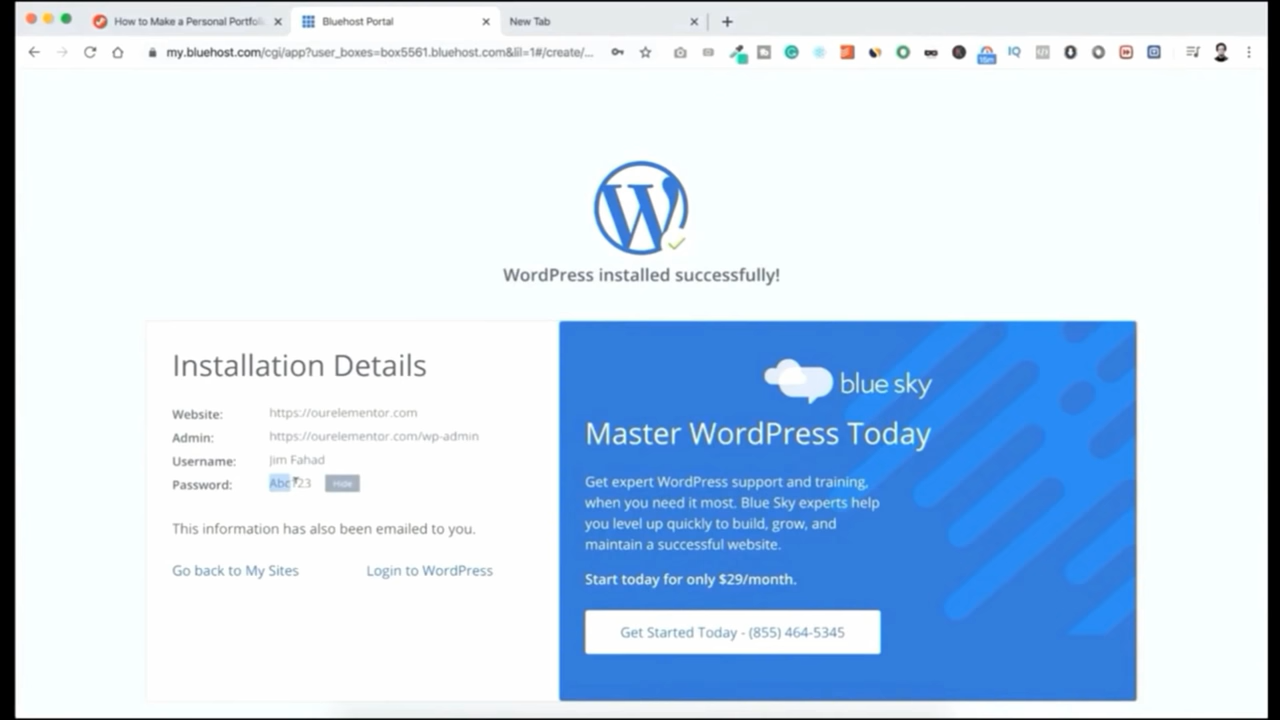 How to Make a Personal Portfol
Bluehost Portal
New Tab
my.bluehost.com/cgi/app?user_boxes=box5561.bluehost.com&lil=1#/create/...
IQ
WordPress installed successfully!
Installation Details
Website: https://ourelementor.com
Admin: https://ourelementor.com/wp-admin
Username: Jim Fahad
Password: Abc123 Hide
This information has also been emailed to you.
Go back to My Sites Login to WordPress
blue sky
Master WordPress Today
Get expert WordPress support and training,
when you need it most. Blue Sky experts help
you level up quickly to build, grow, and
maintain a successful website.
Start today for only $29/month.
Get Started Today - (855) 464-5345